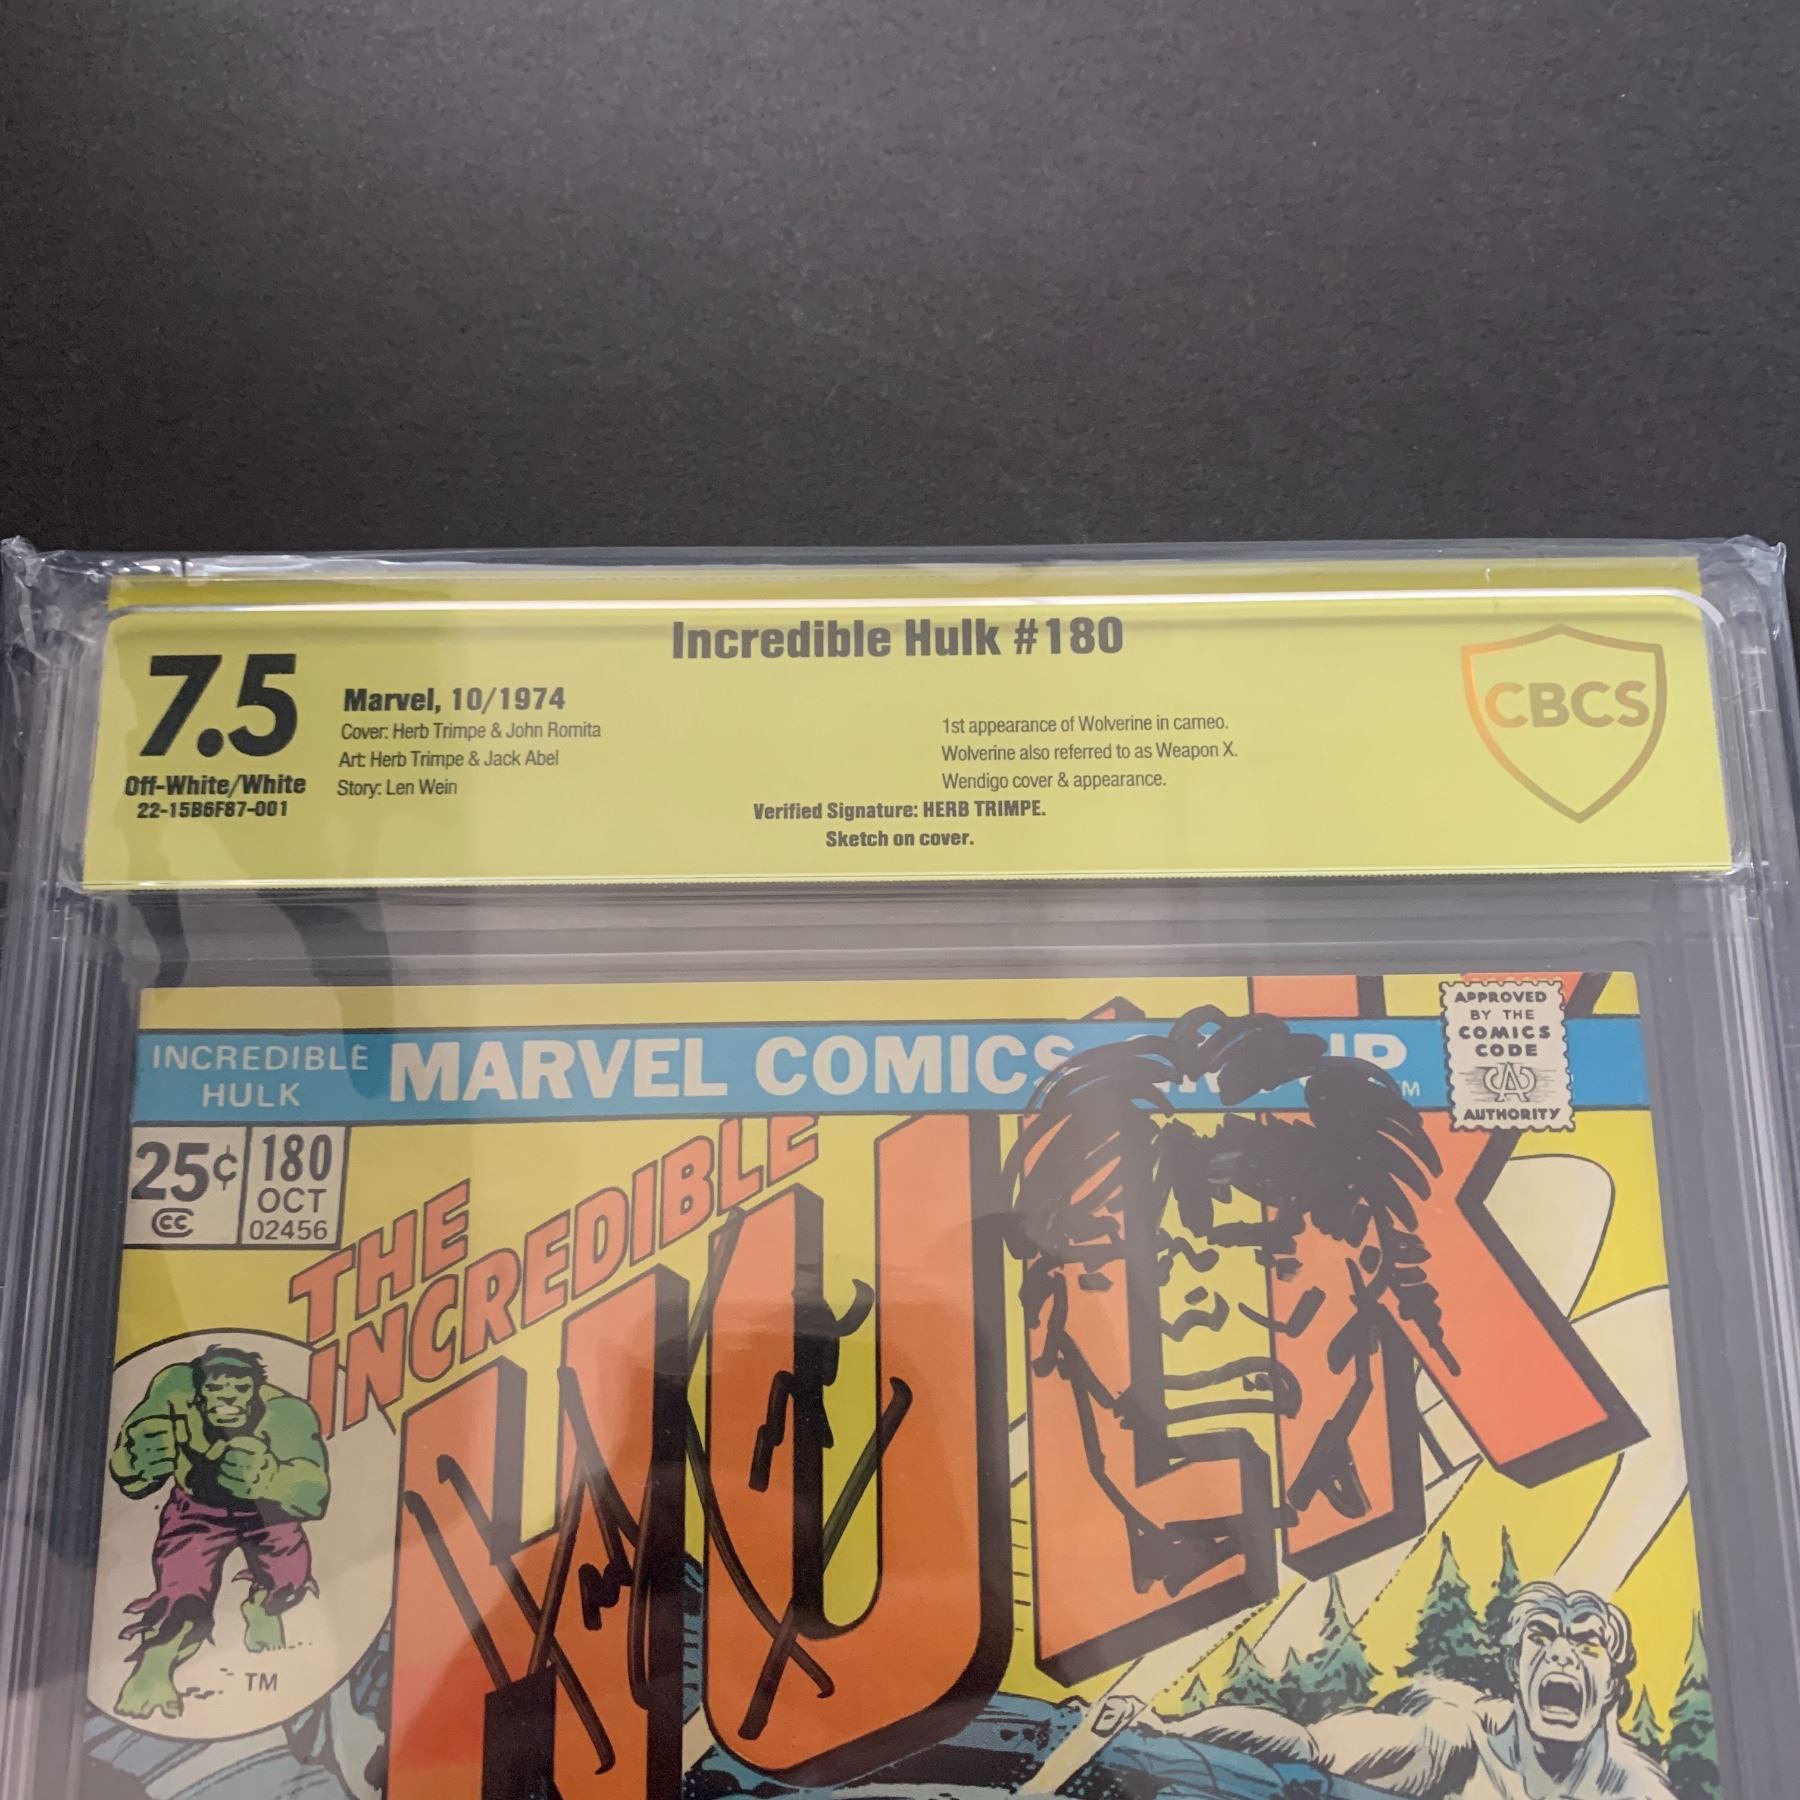 Incredible Hulk #180
7.5
Off-White/White
22-15B6F87-001
Marvel, 10/1974
Cover: Herb Trimpe & John Romita
Art: Herb Trimpe & Jack Abel
Story: Len Wein
1st appearance of Wolverine in cameo.
Wolverine also referred to as Weapon X.
Wendigo cover & appearance.
Verified Signature: HERB TRIMPE.
Sketch on cover.
CBCS
INCREDIBLE
HULK
MARVEL COMICS
TM
APPROVED
BY THE
COMICS
CODE
CA
AUTHORITY
25¢
CC
180
OCT
02456
THE
INCREDIBLE
HULK
TM